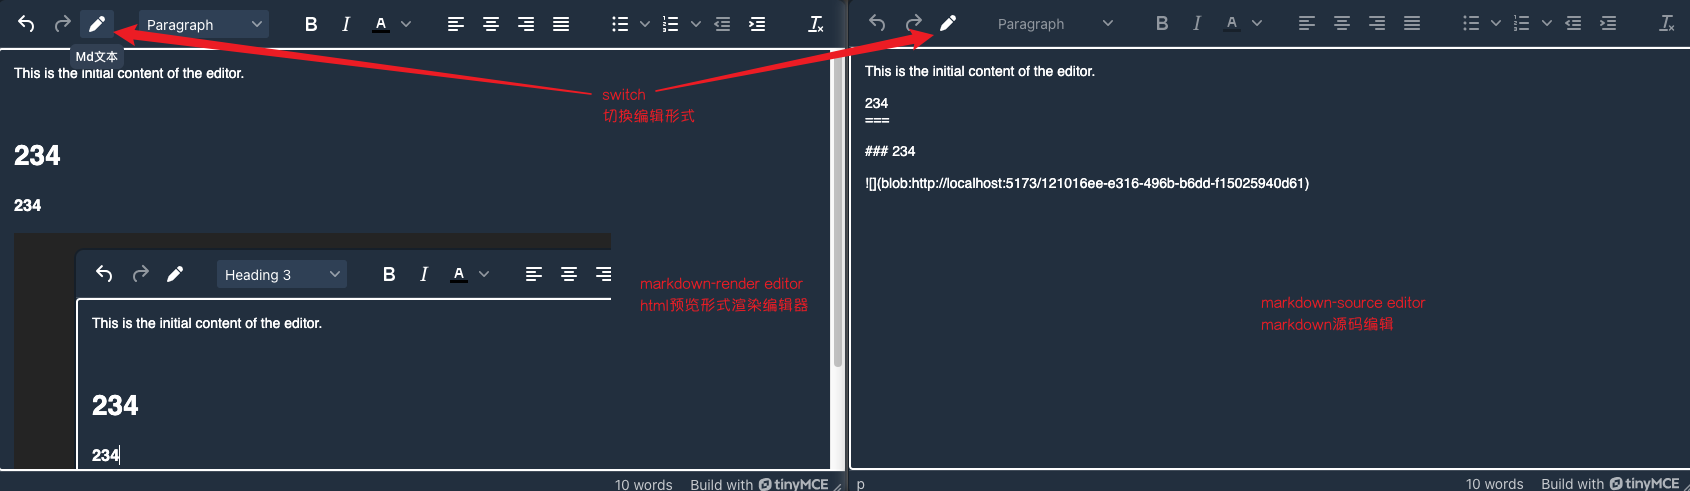 Paragraph
B I A
Md文本
This is the initial content of the editor.
234
234
Heading 3
B I A
This is the initial content of the editor.
234
234
10 words Build with tinyMCE
switch
切换编辑形式
markdown-render editor
html预览形式渲染编辑器
Paragraph
B I A
This is the initial content of the editor.
234
===
### 234
![](blob:http://localhost:5173/121016ee-e316-496b-b6dd-f15025940d61)
markdown-source editor
markdown源码编辑
p 10 words Build with tinyMCE